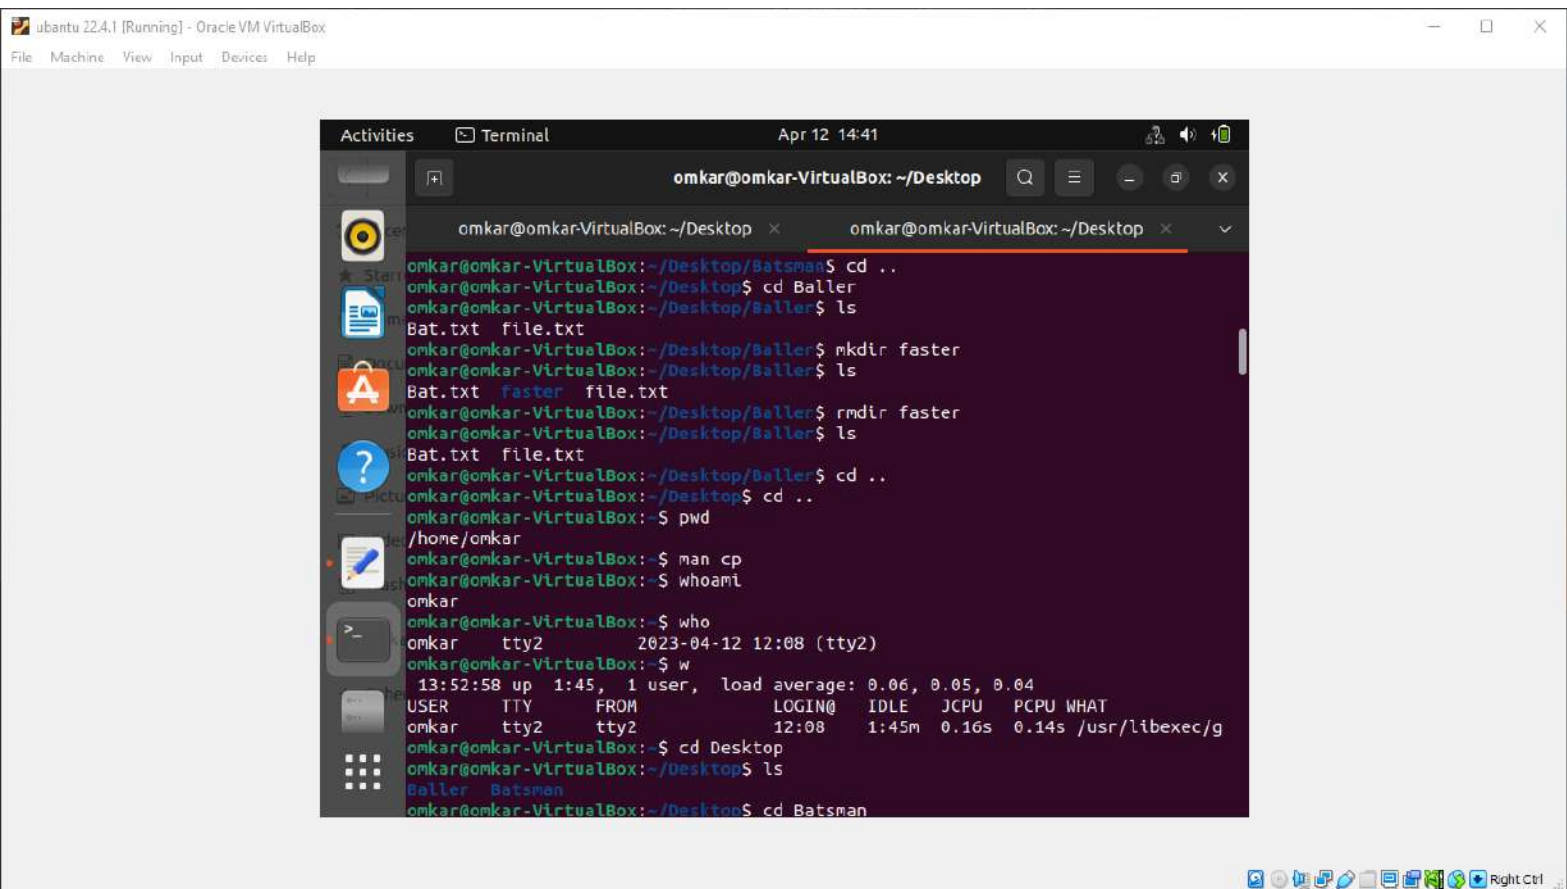 ubantu 22.4.1 [Running] - Oracle VM VirtualBox
File Machine View Input Devices Help
Activities Terminal Apr 12 14:41
omkar@omkar-VirtualBox: ~/Desktop
omkar@omkar-VirtualBox: ~/Desktop omkar@omkar-VirtualBox: ~/Desktop
omkar@omkar-VirtualBox:~/Desktop/Batsman$ cd ..
omkar@omkar-VirtualBox:~/Desktop$ cd Baller
omkar@omkar-VirtualBox:~/Desktop/Baller$ ls
Bat.txt file.txt
omkar@omkar-VirtualBox:~/Desktop/Baller$ mkdir faster
omkar@omkar-VirtualBox:~/Desktop/Baller$ ls
Bat.txt faster file.txt
omkar@omkar-VirtualBox:~/Desktop/Baller$ rmdir faster
omkar@omkar-VirtualBox:~/Desktop/Baller$ ls
Bat.txt file.txt
omkar@omkar-VirtualBox:~/Desktop/Baller$ cd ..
omkar@omkar-VirtualBox:~/Desktop$ cd ..
omkar@omkar-VirtualBox:~$ pwd
/home/omkar
omkar@omkar-VirtualBox:~$ man cp
omkar@omkar-VirtualBox:~$ whoami
omkar
omkar@omkar-VirtualBox:~$ who
omkar tty2 2023-04-12 12:08 (tty2)
omkar@omkar-VirtualBox:~$ w
13:52:58 up 1:45, 1 user, load average: 0.06, 0.05, 0.04
USER TTY FROM LOGIN@ IDLE JCPU PCPU WHAT
omkar tty2 tty2 12:08 1:45m 0.16s 0.14s /usr/libexec/g
omkar@omkar-VirtualBox:~$ cd Desktop
omkar@omkar-VirtualBox:~/Desktop$ ls
Baller Batsman
omkar@omkar-VirtualBox:~/Desktop$ cd Batsman
Right Ctrl